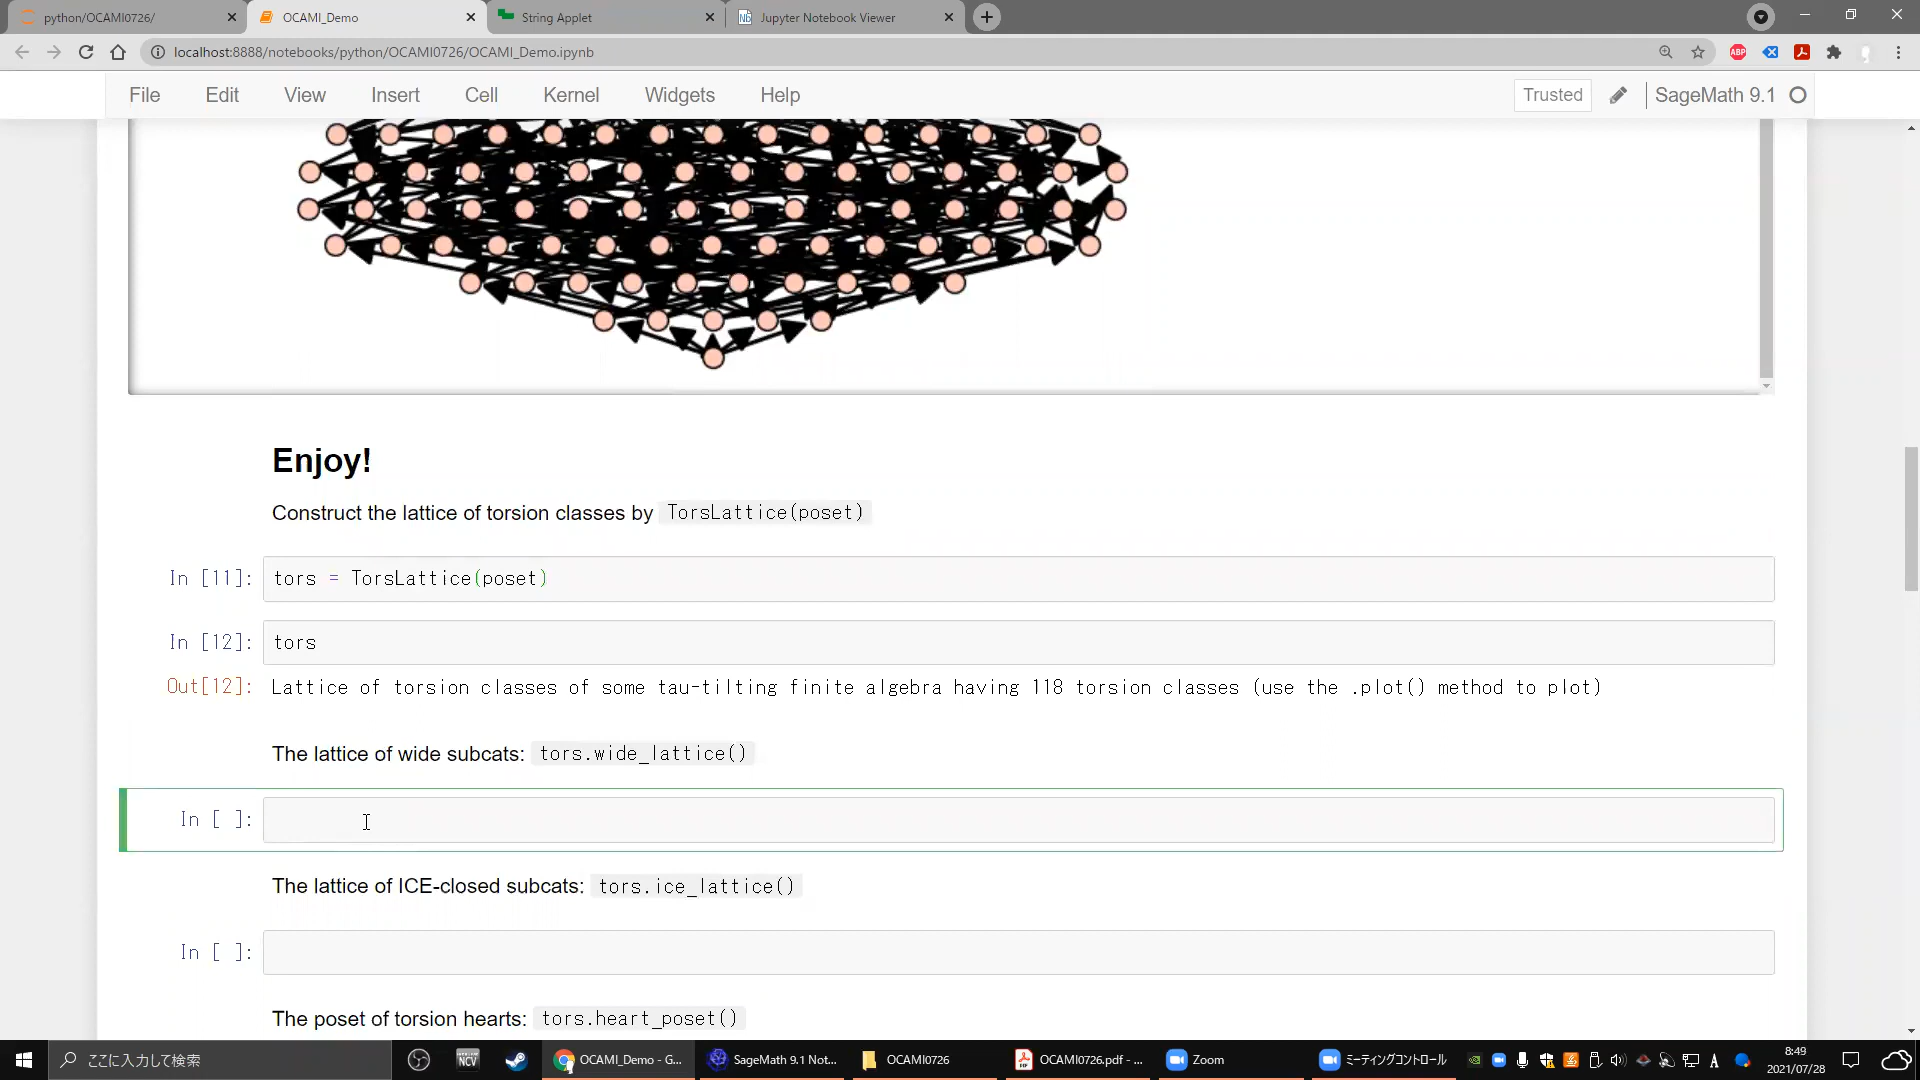 python/OCAMI0726/
OCAMI_Demo
String Applet
Jupyter Notebook Viewer
localhost:8888/notebooks/python/OCAMI0726/OCAMI_Demo.ipynb
ABP
File Edit View Insert Cell Kernel Widgets Help
Trusted
SageMath 9.1
Enjoy!
Construct the lattice of torsion classes by TorsLattice(poset)
In [11]: tors = TorsLattice(poset)
In [12]: tors
Out[12]: Lattice of torsion classes of some tau-tilting finite algebra having 118 torsion classes (use the .plot() method to plot)
The lattice of wide subcats: tors.wide_lattice()
In [ ]:
The lattice of ICE-closed subcats: tors.ice_lattice()
In [ ]:
The poset of torsion hearts: tors.heart_poset()
ここに入力して検索
NCV
OCAMI_Demo - G...
SageMath 9.1 Not...
OCAMI0726
OCAMI0726.pdf - ...
Zoom
ミーティングコントロール
A
8:49
2021/07/28